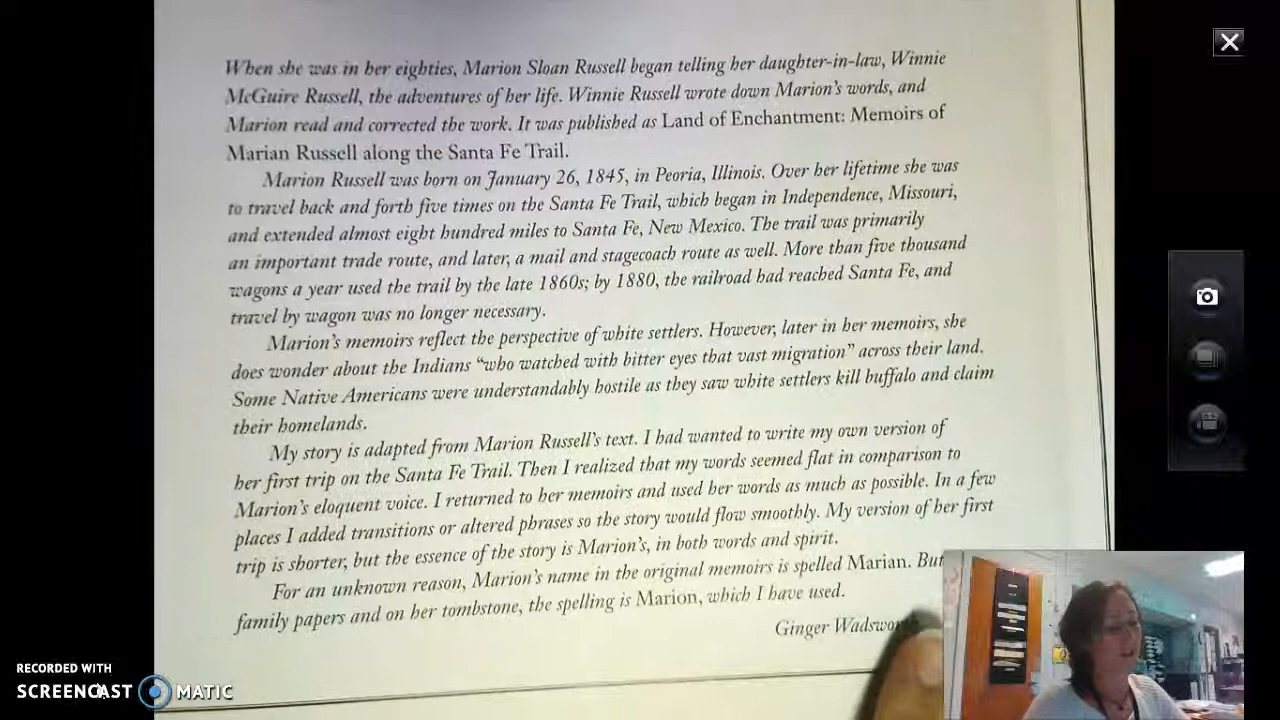 When she was in her eighties, Marion Sloan Russell began telling her daughter-in-law, Winnie
McGuire Russell, the adventures of her life. Winnie Russell wrote down Marion's words, and
Marion read and corrected the work. It was published as Land of Enchantment: Memoirs of
Marian Russell along the Santa Fe Trail.
Marion Russell was born on January 26, 1845, in Peoria, Illinois. Over her lifetime she was
to travel back and forth five times on the Santa Fe Trail, which began in Independence, Missouri,
and extended almost eight hundred miles to Santa Fe, New Mexico. The trail was primarily
an important trade route, and later, a mail and stagecoach route as well. More than five thousand
wagons a year used the trail by the late 1860s; by 1880, the railroad had reached Santa Fe, and
travel by wagon was no longer necessary.
Marion's memoirs reflect the perspective of white settlers. However, later in her memoirs, she
does wonder about the Indians "who watched with bitter eyes that vast migration" across their land.
Some Native Americans were understandably hostile as they saw white settlers kill buffalo and claim
their homelands.
My story is adapted from Marion Russell's text. I had wanted to write my own version of
her first trip on the Santa Fe Trail. Then I realized that my words seemed flat in comparison to
Marion's eloquent voice. I returned to her memoirs and used her words as much as possible. In a few
places I added transitions or altered phrases so the story would flow smoothly. My version of her first
trip is shorter, but the essence of the story is Marion's, in both words and spirit.
For an unknown reason, Marion's name in the original memoirs is spelled Marian. But
family papers and on her tombstone, the spelling is Marion, which I have used.
Ginger
RECORDED WITH
SCREENCAST MATIC